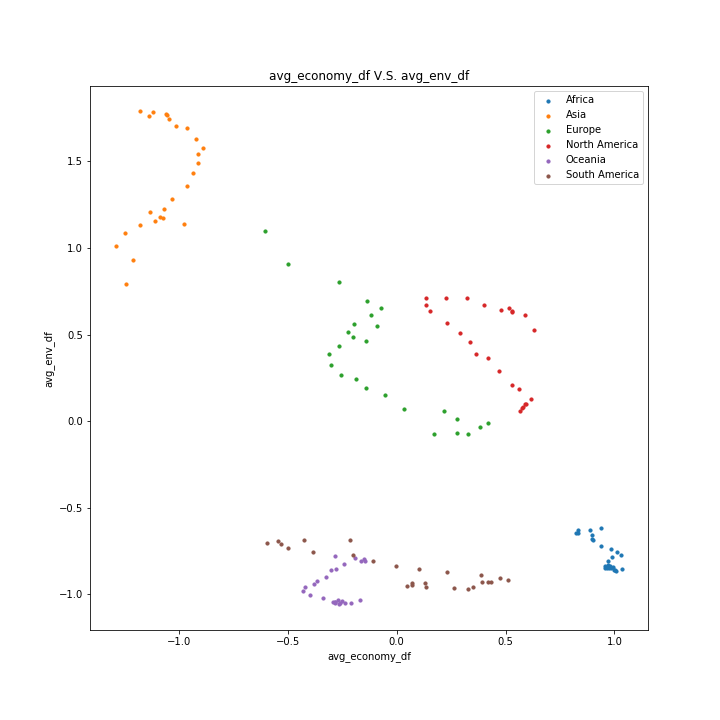 avg_economy_df V.S. avg_env_df
Africa
Asia
Europe
North America
Oceania
South America
1.5
1.0
0.5
0.0
−0.5
−1.0
avg_env_df
−1.0 −0.5 0.0 0.5 1.0
avg_economy_df